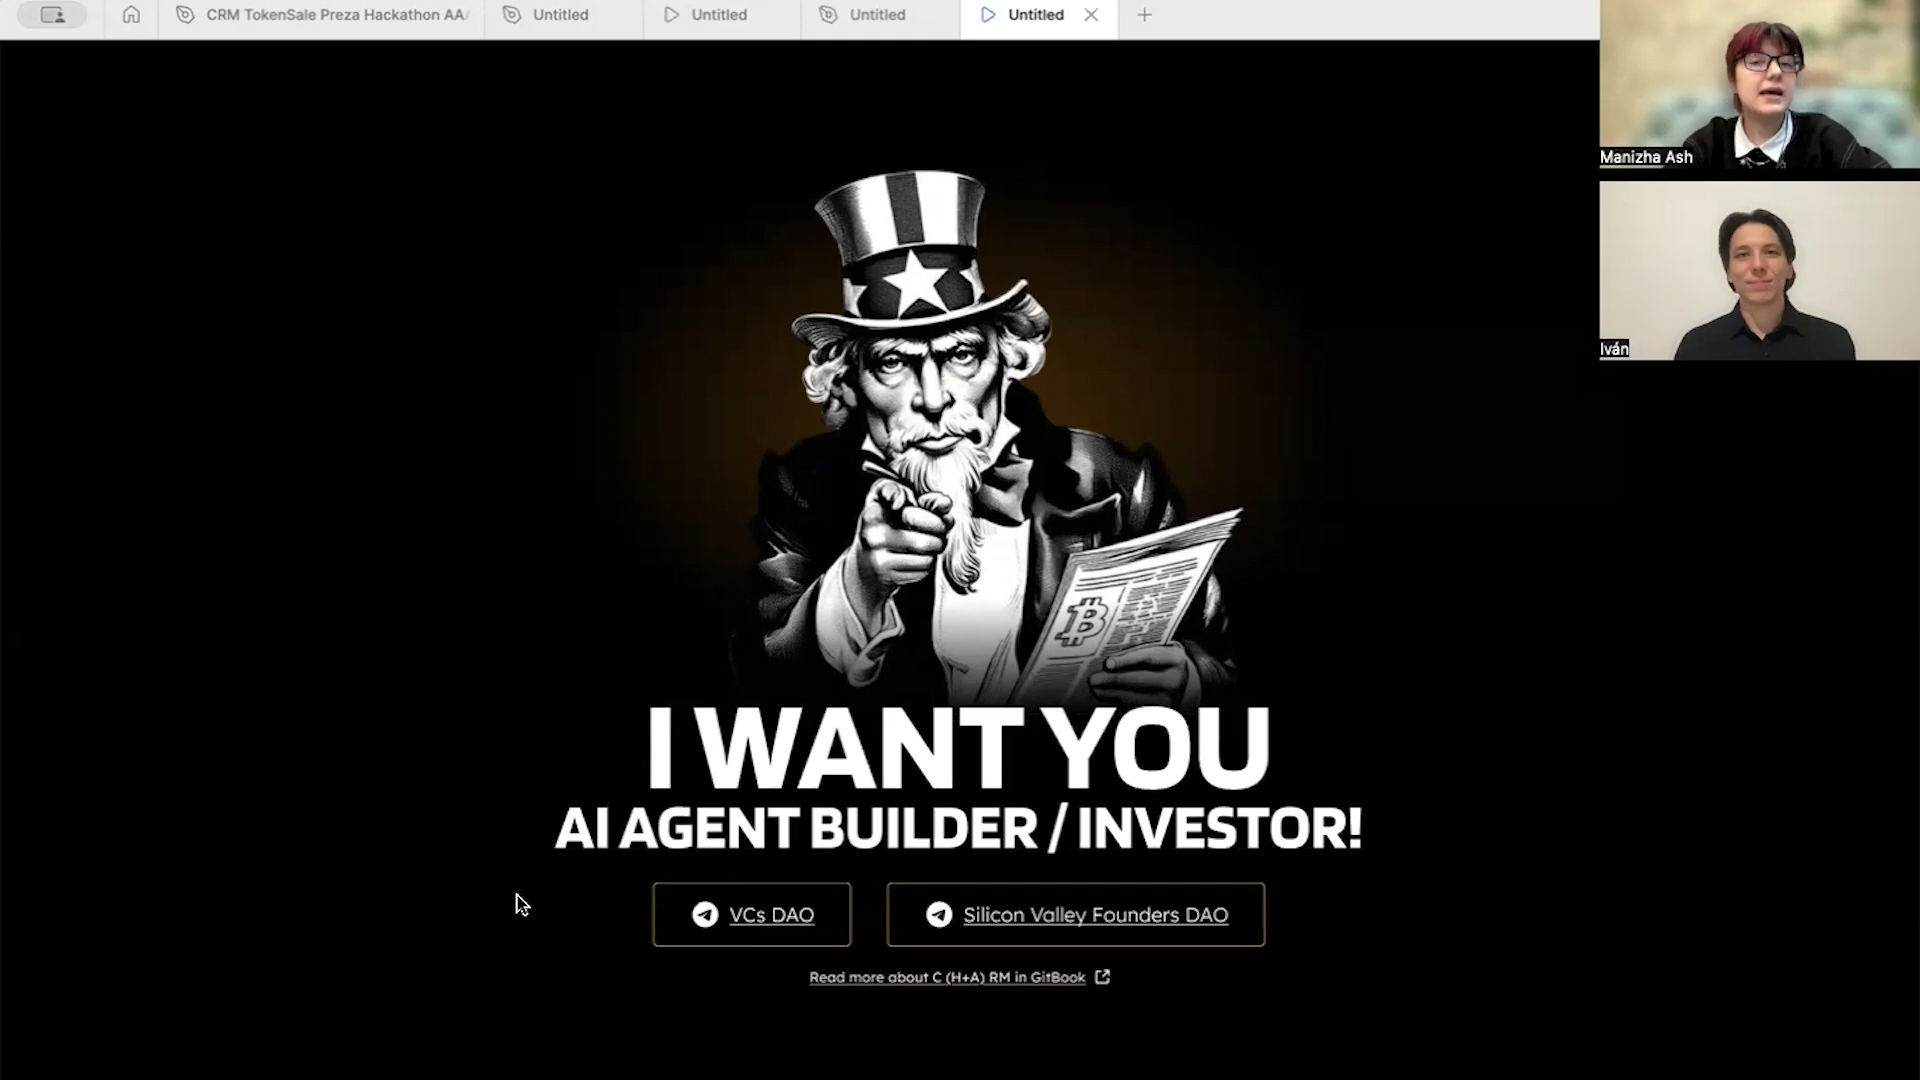 CRM TokenSale Preza Hackathon AA
Untitled
Untitled
Untitled
Untitled
Manizha Ash
Iván
I WANT YOU
AI AGENT BUILDER / INVESTOR!
VCs DAO
Silicon Valley Founders DAO
Read more about C (H+A) RM in GitBook